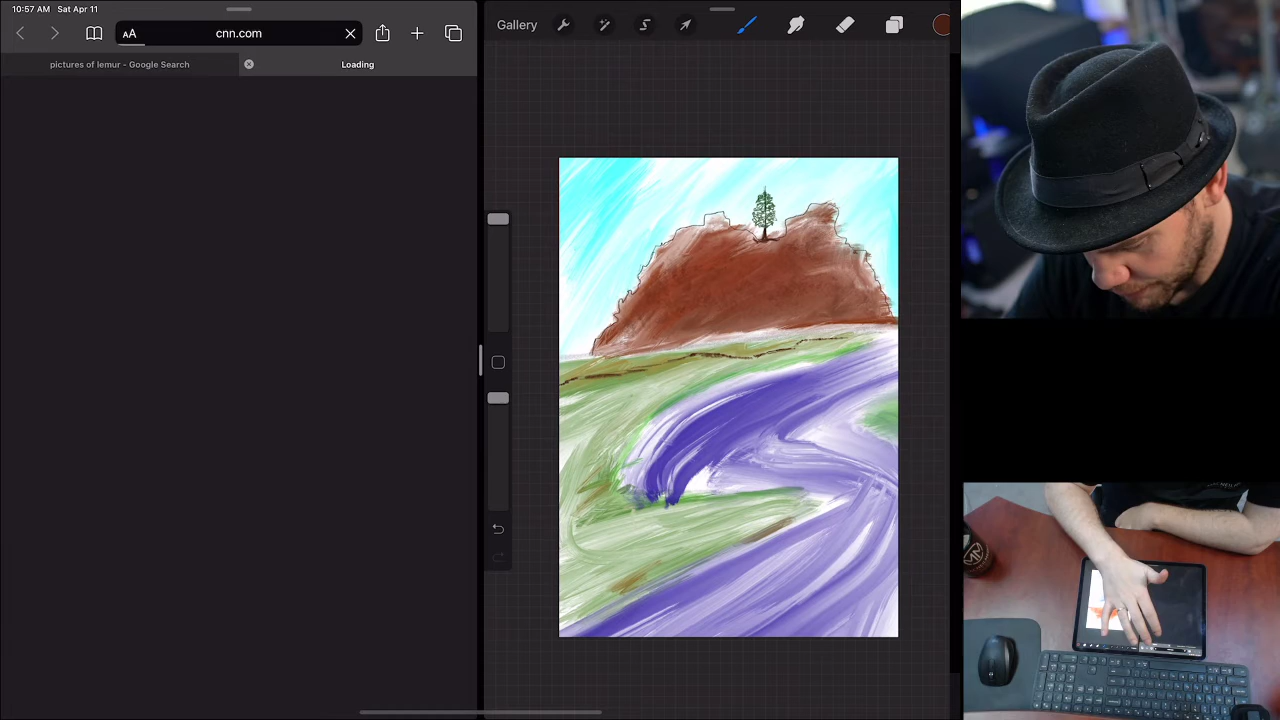 10:57 AM Sat Apr 11
AA cnn.com
pictures of lemur - Google Search
Loading
Gallery